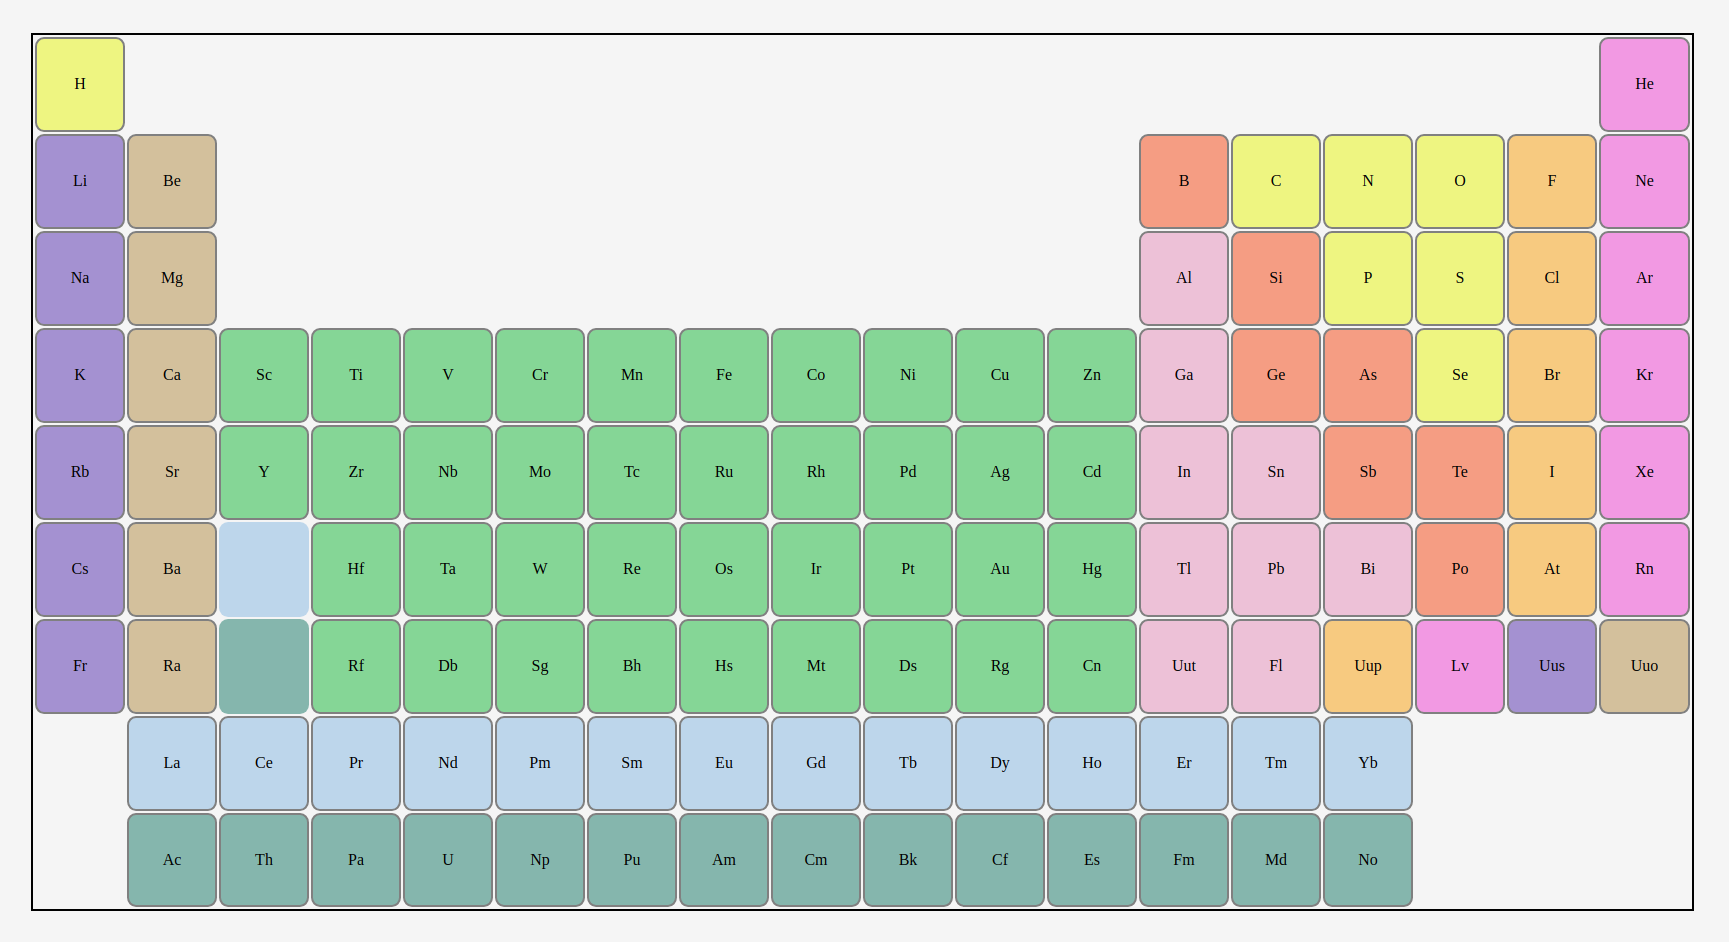 H He
Li Be B C N O F Ne
Na Mg Al Si P S Cl Ar
K Ca Sc Ti V Cr Mn Fe Co Ni Cu Zn Ga Ge As Se Br Kr
Rb Sr Y Zr Nb Mo Tc Ru Rh Pd Ag Cd In Sn Sb Te I Xe
Cs Ba Hf Ta W Re Os Ir Pt Au Hg Tl Pb Bi Po At Rn
Fr Ra Rf Db Sg Bh Hs Mt Ds Rg Cn Uut Fl Uup Lv Uus Uuo
La Ce Pr Nd Pm Sm Eu Gd Tb Dy Ho Er Tm Yb
Ac Th Pa U Np Pu Am Cm Bk Cf Es Fm Md No